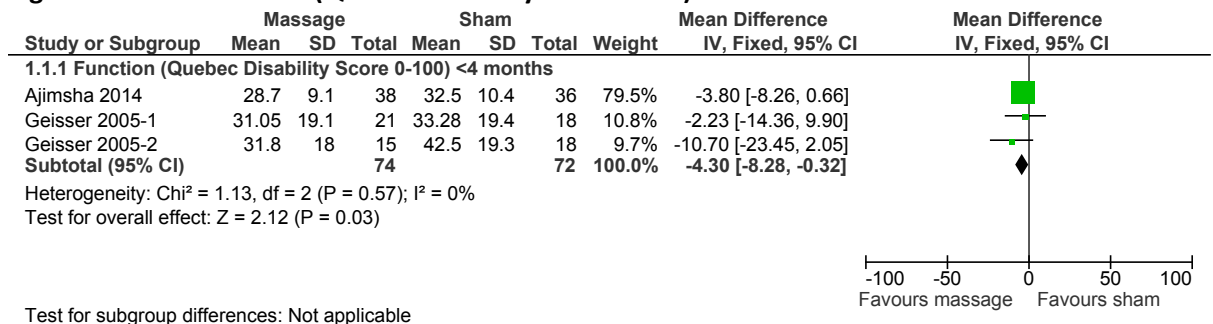 Massage Sham Mean Difference Mean Difference
Study or Subgroup Mean SD Total Mean SD Total Weight IV, Fixed, 95% CI IV, Fixed, 95% CI
1.1.1 Function (Quebec Disability Score 0-100) <4 months
Ajimsha 2014 28.7 9.1 38 32.5 10.4 36 79.5% -3.80 [-8.26, 0.66]
Geisser 2005-1 31.05 19.1 21 33.28 19.4 18 10.8% -2.23 [-14.36, 9.90]
Geisser 2005-2 31.8 18 15 42.5 19.3 18 9.7% -10.70 [-23.45, 2.05]
Subtotal (95% CI) 74 72 100.0% -4.30 [-8.28, -0.32]
Heterogeneity: Chi² = 1.13, df = 2 (P = 0.57); I² = 0%
Test for overall effect: Z = 2.12 (P = 0.03)
-100 -50 0 50 100
Favours massage Favours sham
Test for subgroup differences: Not applicable